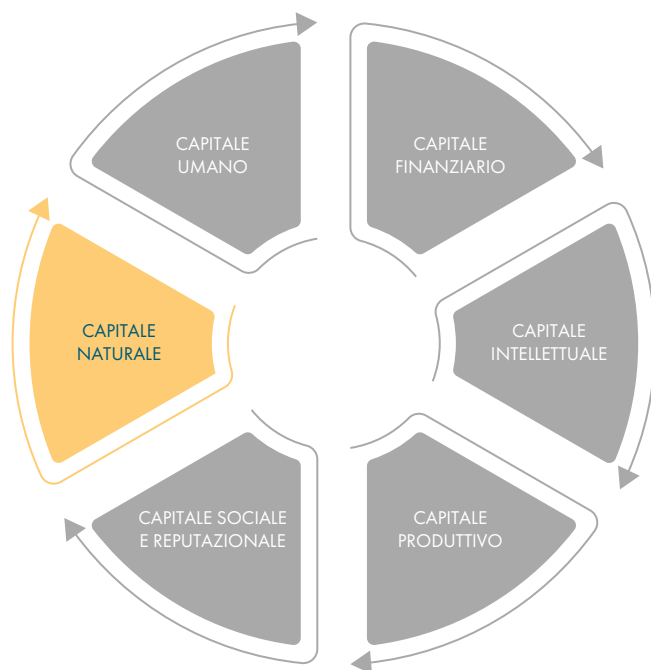 CAPITALE
UMANO
CAPITALE
FINANZIARIO
CAPITALE
NATURALE
CAPITALE
INTELLETTUALE
CAPITALE SOCIALE
E REPUTAZIONALE
CAPITALE
PRODUTTIVO